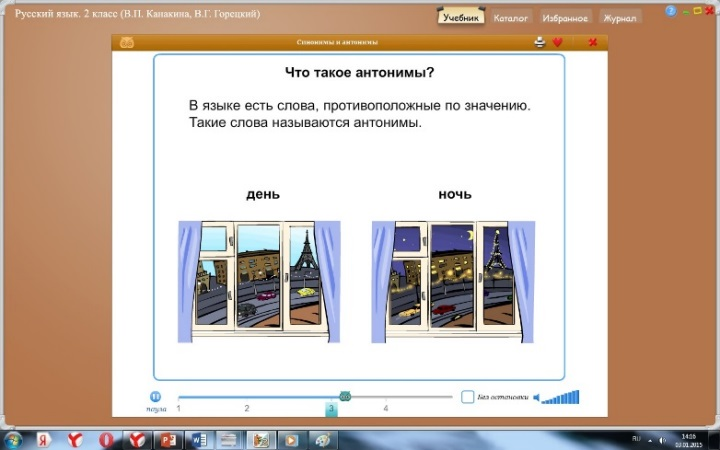 Русский язык. 2 класс (В.П. Канакина, В.Г. Горецкий)
Учебник
Каталог
Избранное
Журнал
Синонимы и антонимы
Что такое антонимы?
В языке есть слова, противоположные по значению.
Такие слова называются антонимы.
день
ночь
пауза
1
2
3
4
Без остановки
RU
14:16